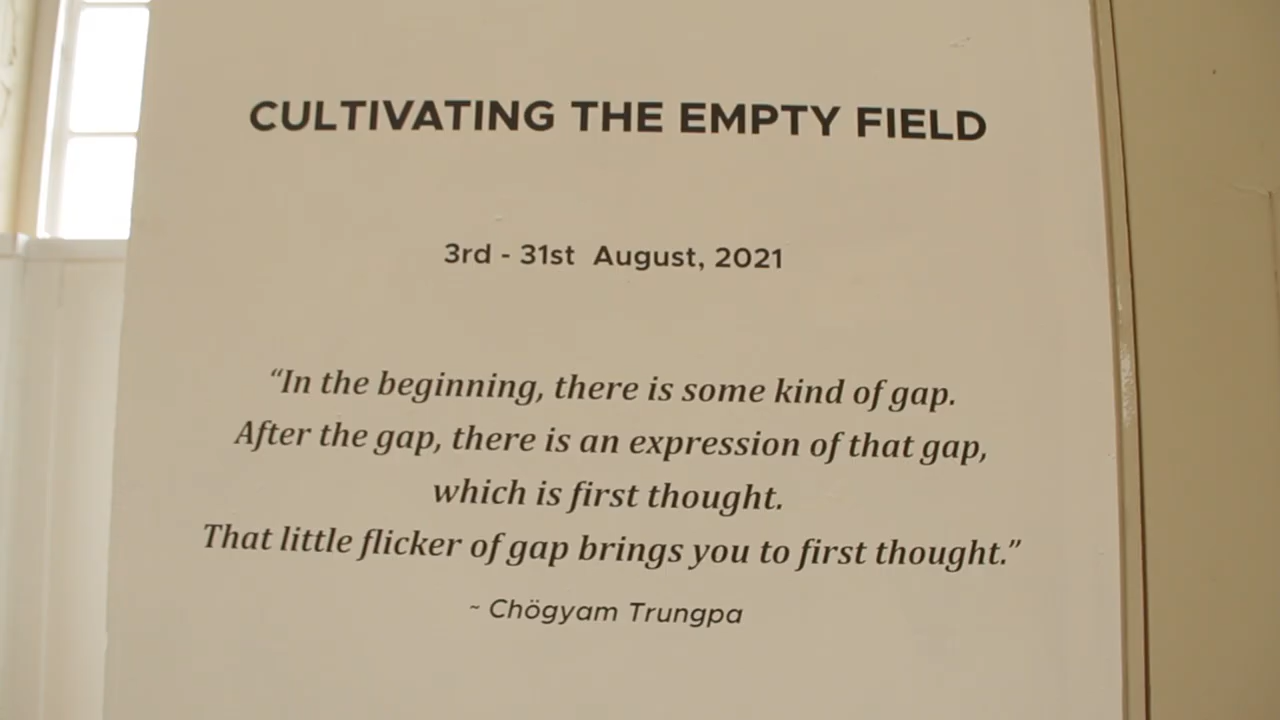 CULTIVATING THE EMPTY FIELD
3rd - 31st August, 2021
“In the beginning, there is some kind of gap.
After the gap, there is an expression of that gap,
which is first thought.
That little flicker of gap brings you to first thought.”
~ Chögyam Trungpa